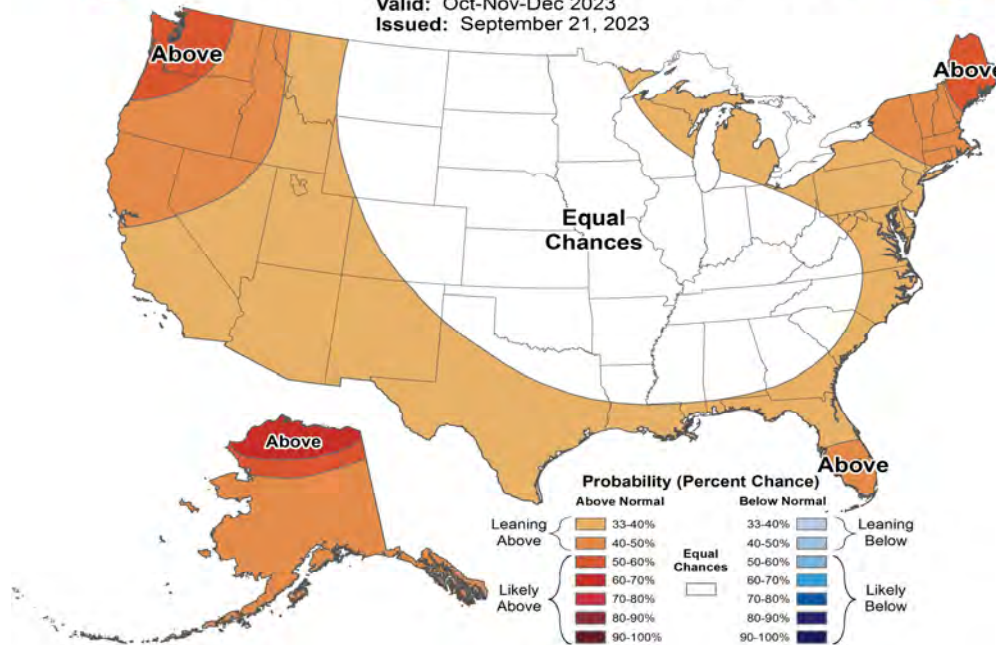 Valid: Oct-Nov-Dec 2023
Issued: September 21, 2023
Above
Above
Equal
Chances
Above
Above
Probability (Percent Chance)
Above Normal
Below Normal
Leaning
Above
33-40%
40-50%
Likely
Above
50-60%
60-70%
70-80%
80-90%
90-100%
Equal
Chances
33-40%
40-50%
Leaning
Below
50-60%
60-70%
70-80%
80-90%
90-100%
Likely
Below